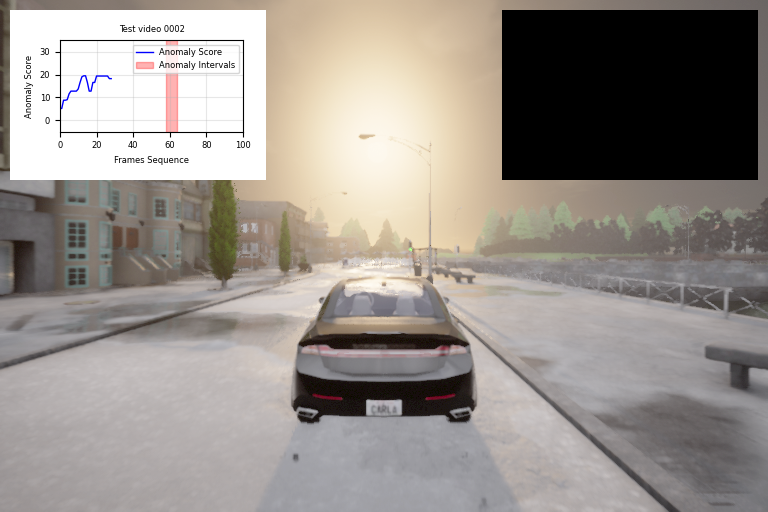 Test video 0002
Anomaly Score
Anomaly Intervals
30
20
10
0
0 20 40 60 80 100
Anomaly Score
Frames Sequence
CARLA